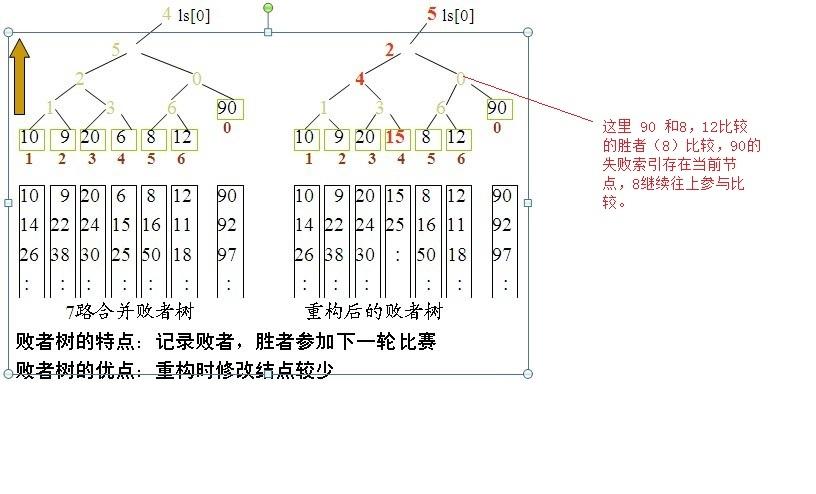 4 ls[0]
5 ls[0]
5
2
2
0
4
0
1
3
6
90
1
3
6
90
0
0
10
9
20
6
8
12
10
9
20
15
8
12
1
2
3
4
5
6
1
2
3
4
5
6
这里 90 和8，12比较
的胜者（8）比较，90的
失败索引存在当前节
点，8继续往上参与比
较。
10 9 20 6 8 12 90
10 9 20 15 8 12 90
14 22 24 15 16 11 92
14 22 24 25 16 11 92
26 38 30 25 50 18 97
26 38 30 : 50 18 97
: : : : : : :
: : : : : :
7路合并败者树
重构后的败者树
败者树的特点：记录败者，胜者参加下一轮比赛
败者树的优点：重构时修改结点较少